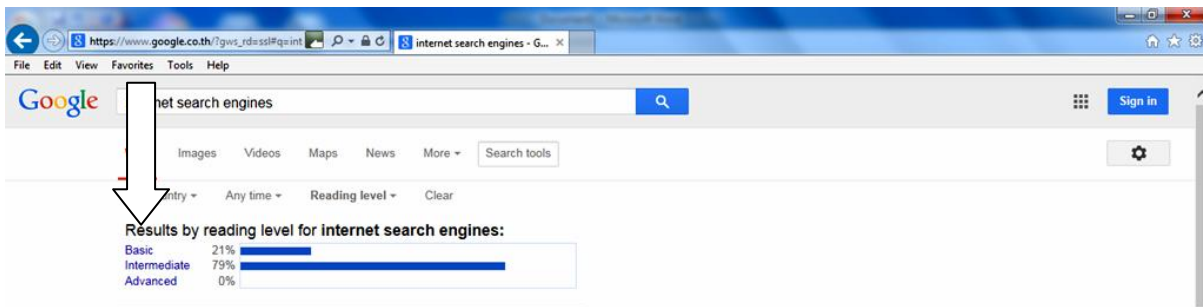 https://www.google.co.th/?gws_rd=ssl#q=int
internet search engines - G...
File Edit View Favorites Tools Help
Google
net search engines
Sign in
Images Videos Maps News More Search tools
ntry Any time Reading level Clear
Results by reading level for internet search engines:
Basic 21%
Intermediate 79%
Advanced 0%